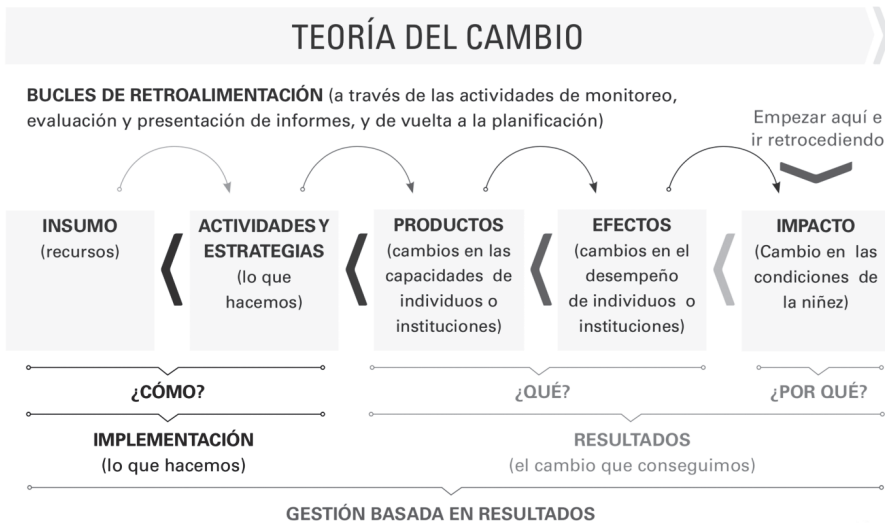 TEORÍA DEL CAMBIO
BUCLES DE RETROALIMENTACIÓN (a través de las actividades de monitoreo,
evaluación y presentación de informes, y de vuelta a la planificación)
Empezar aquí e
ir retrocediendo
INSUMO
(recursos)
ACTIVIDADES Y
ESTRATEGIAS
(lo que
hacemos)
PRODUCTOS
(cambios en las
capacidades de
individuos o
instituciones)
EFECTOS
(cambios en el
desempeño
de individuos o
instituciones)
IMPACTO
(Cambio en las
condiciones de
la niñez)
¿CÓMO?
¿QUÉ?
¿POR QUÉ?
IMPLEMENTACIÓN
(lo que hacemos)
RESULTADOS
(el cambio que conseguimos)
GESTIÓN BASADA EN RESULTADOS